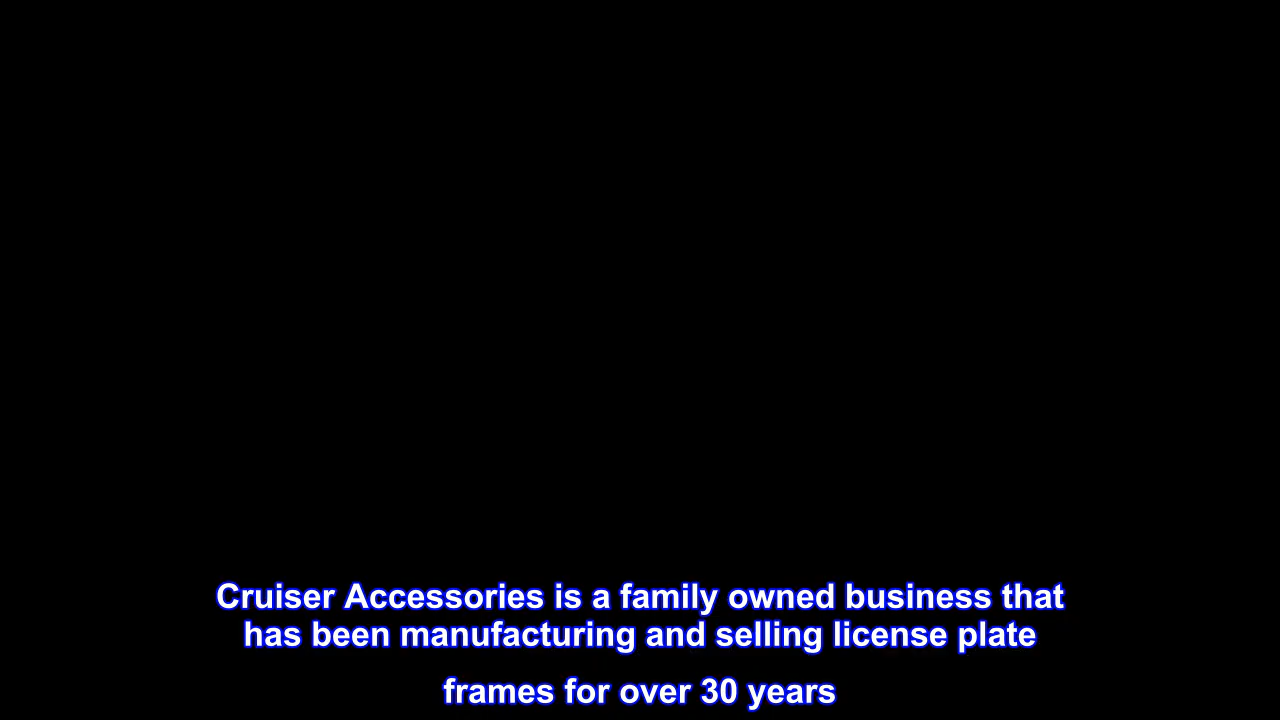 Cruiser Accessories is a family owned business that
has been manufacturing and selling license plate
frames for over 30 years